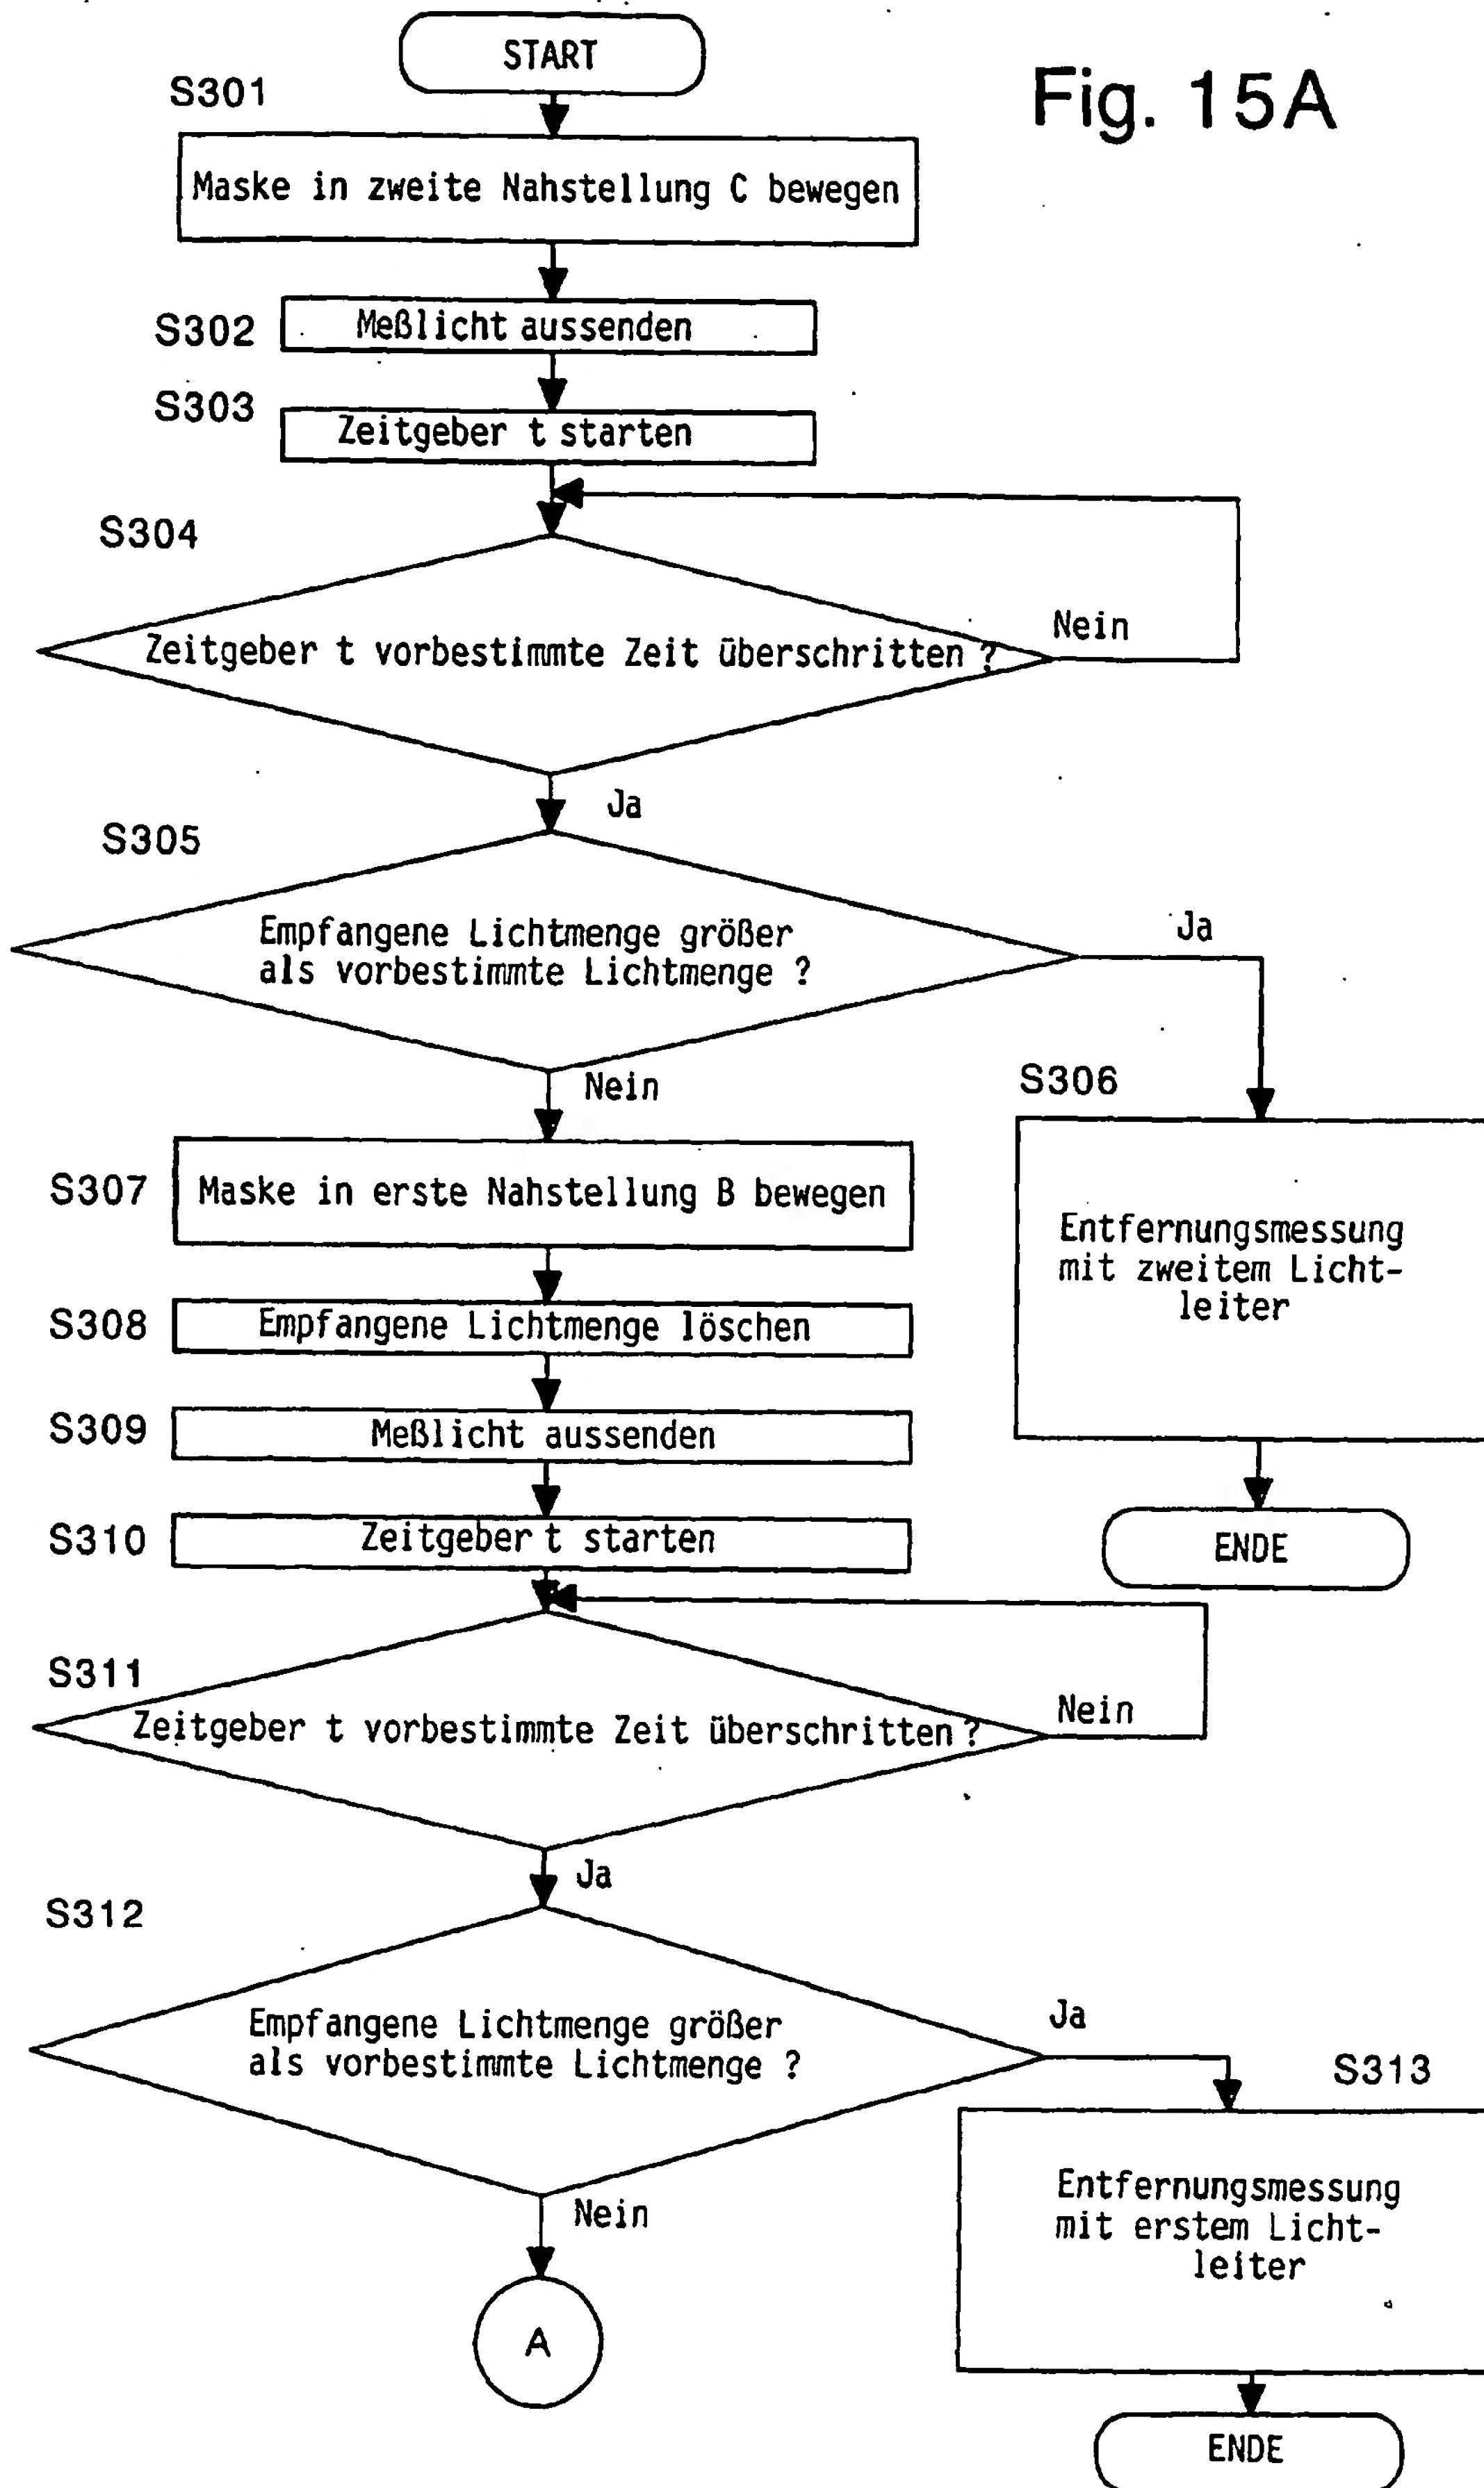 START
Fig. 15A
S301
Maske in zweite Nahstellung C bewegen
S302
Meßlicht aussenden
S303
Zeitgeber t starten
S304
Zeitgeber t vorbestimmte Zeit überschritten ?
Nein
Ja
S305
Empfangene Lichtmenge größer
als vorbestimmte Lichtmenge ?
Ja
Nein
S306
Entfernungsmessung
mit zweitem Licht-
leiter
ENDE
S307
Maske in erste Nahstellung B bewegen
S308
Empfangene Lichtmenge löschen
S309
Meßlicht aussenden
S310
Zeitgeber t starten
S311
Zeitgeber t vorbestimmte Zeit überschritten ?
Nein
Ja
S312
Empfangene Lichtmenge größer
als vorbestimmte Lichtmenge ?
Ja
Nein
S313
Entfernungsmessung
mit erstem Licht-
leiter
ENDE
A